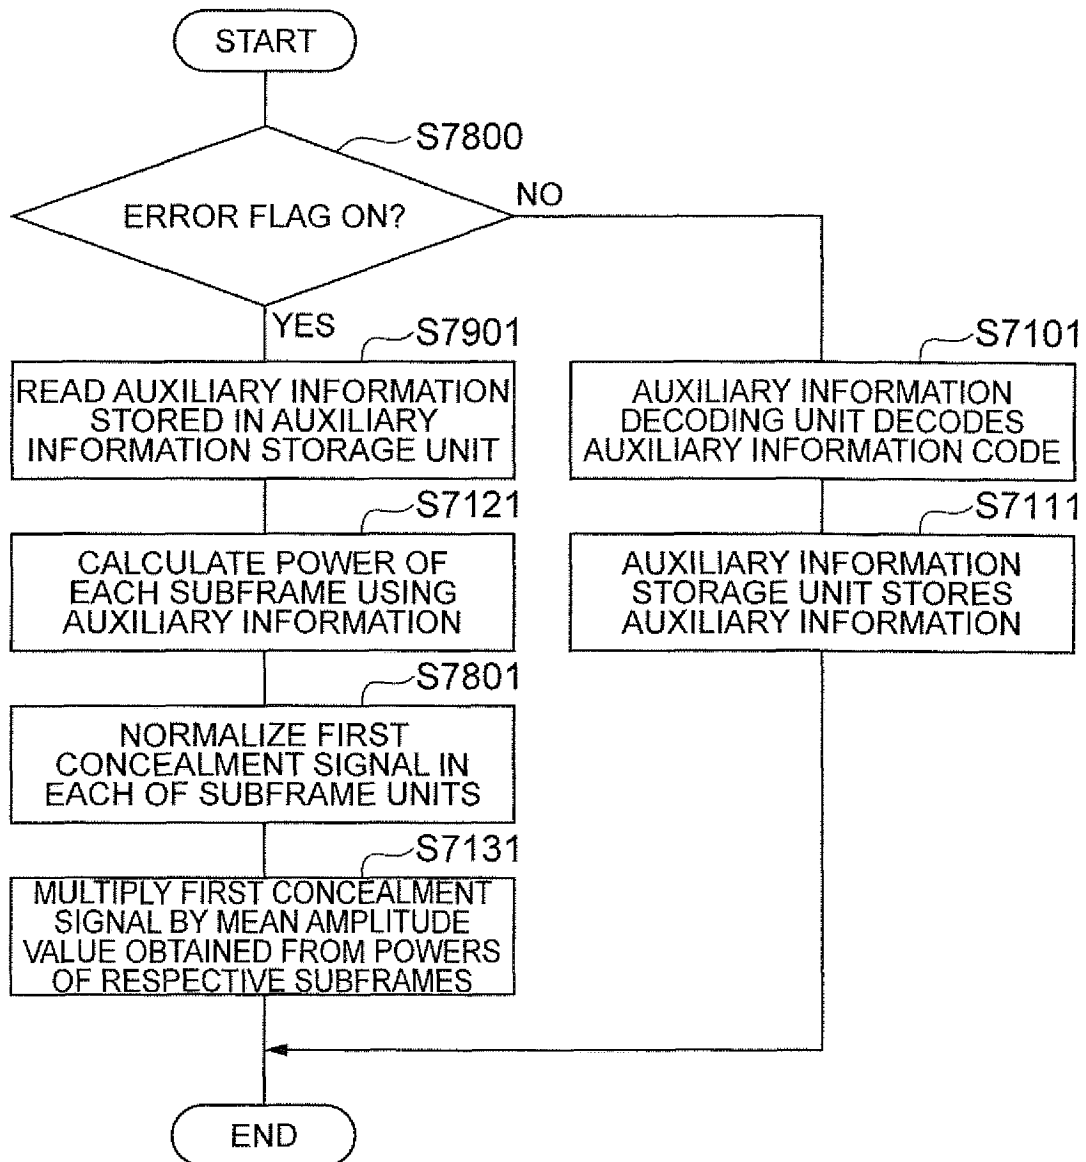 START
S7800
ERROR FLAG ON?
NO
YES
S7901
READ AUXILIARY INFORMATION
STORED IN AUXILIARY
INFORMATION STORAGE UNIT
S7121
CALCULATE POWER OF
EACH SUBFRAME USING
AUXILIARY INFORMATION
S7801
NORMALIZE FIRST
CONCEALMENT SIGNAL IN
EACH OF SUBFRAME UNITS
S7131
MULTIPLY FIRST CONCEALMENT
SIGNAL BY MEAN AMPLITUDE
VALUE OBTAINED FROM POWERS
OF RESPECTIVE SUBFRAMES
S7101
AUXILIARY INFORMATION
DECODING UNIT DECODES
AUXILIARY INFORMATION CODE
S7111
AUXILIARY INFORMATION
STORAGE UNIT STORES
AUXILIARY INFORMATION
END